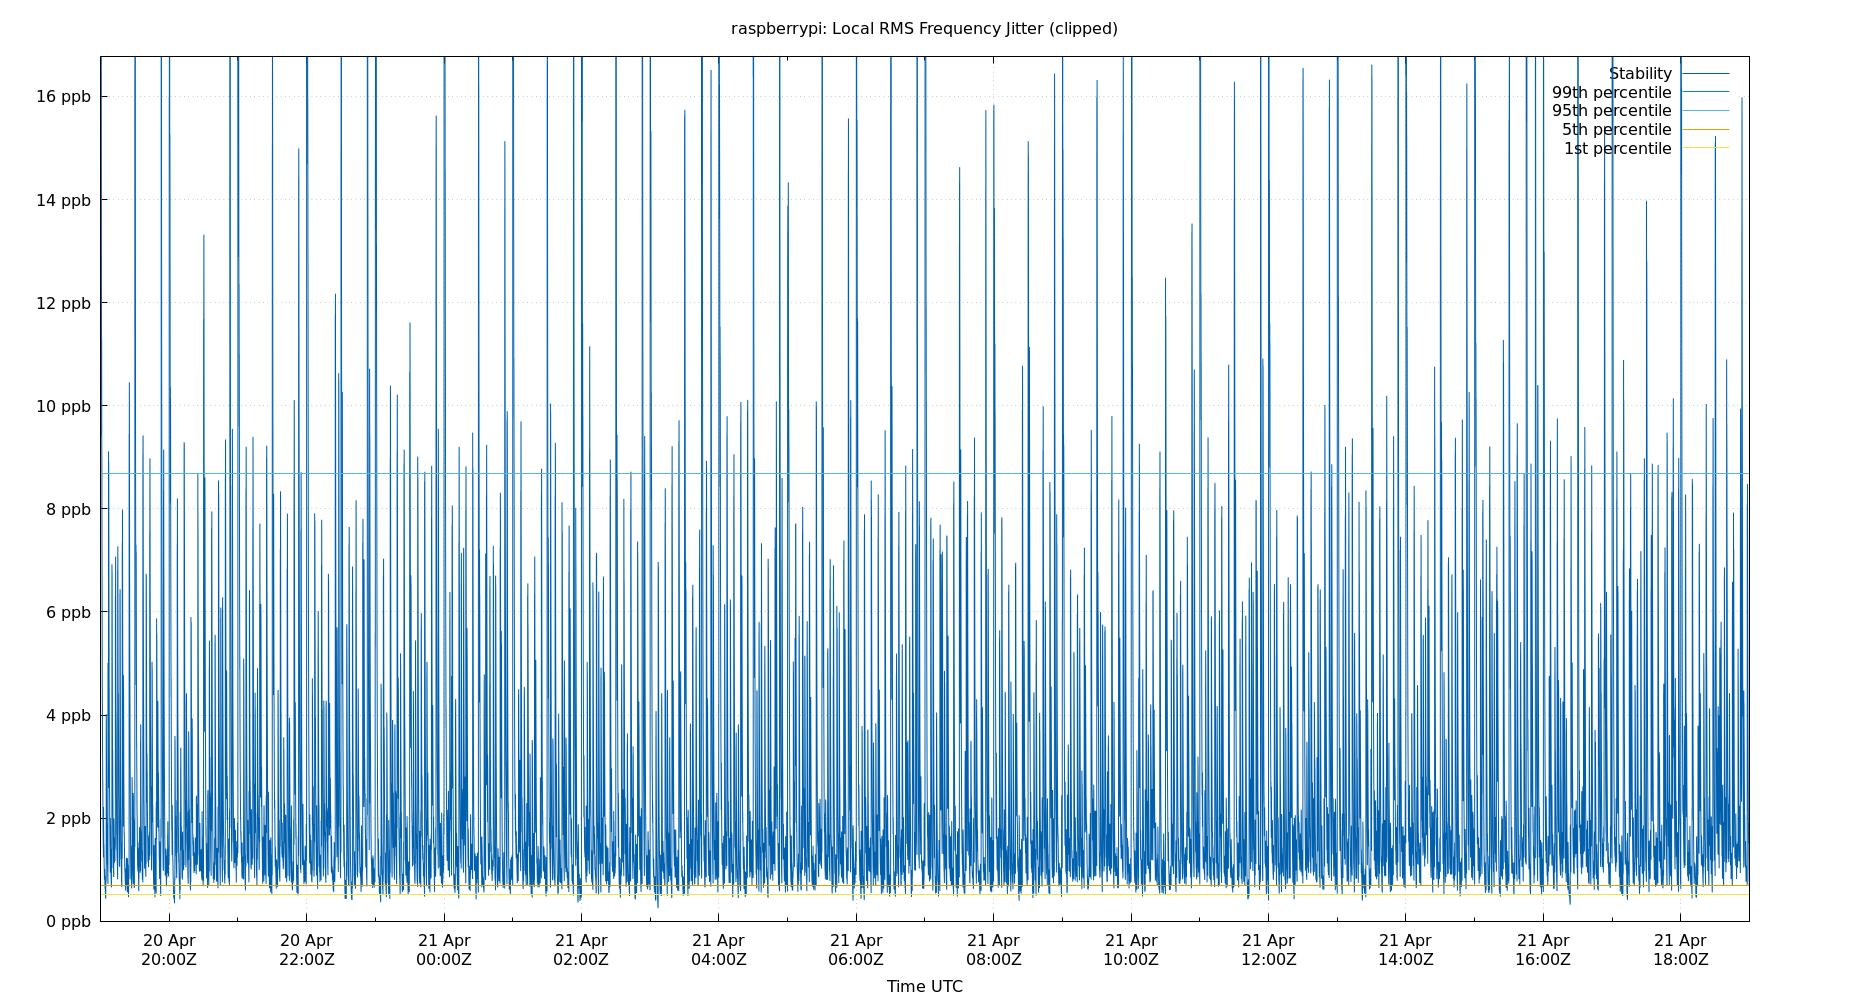 raspberrypi: Local RMS Frequency Jitter (clipped)
Stability
99th percentile
95th percentile
5th percentile
1st percentile
16 ppb
14 ppb
12 ppb
10 ppb
8 ppb
6 ppb
4 ppb
2 ppb
0 ppb
20 Apr 20 Apr 21 Apr 21 Apr 21 Apr 21 Apr 21 Apr 21 Apr 21 Apr 21 Apr 21 Apr 21 Apr
20:00Z 22:00Z 00:00Z 02:00Z 04:00Z 06:00Z 08:00Z 10:00Z 12:00Z 14:00Z 16:00Z 18:00Z
Time UTC